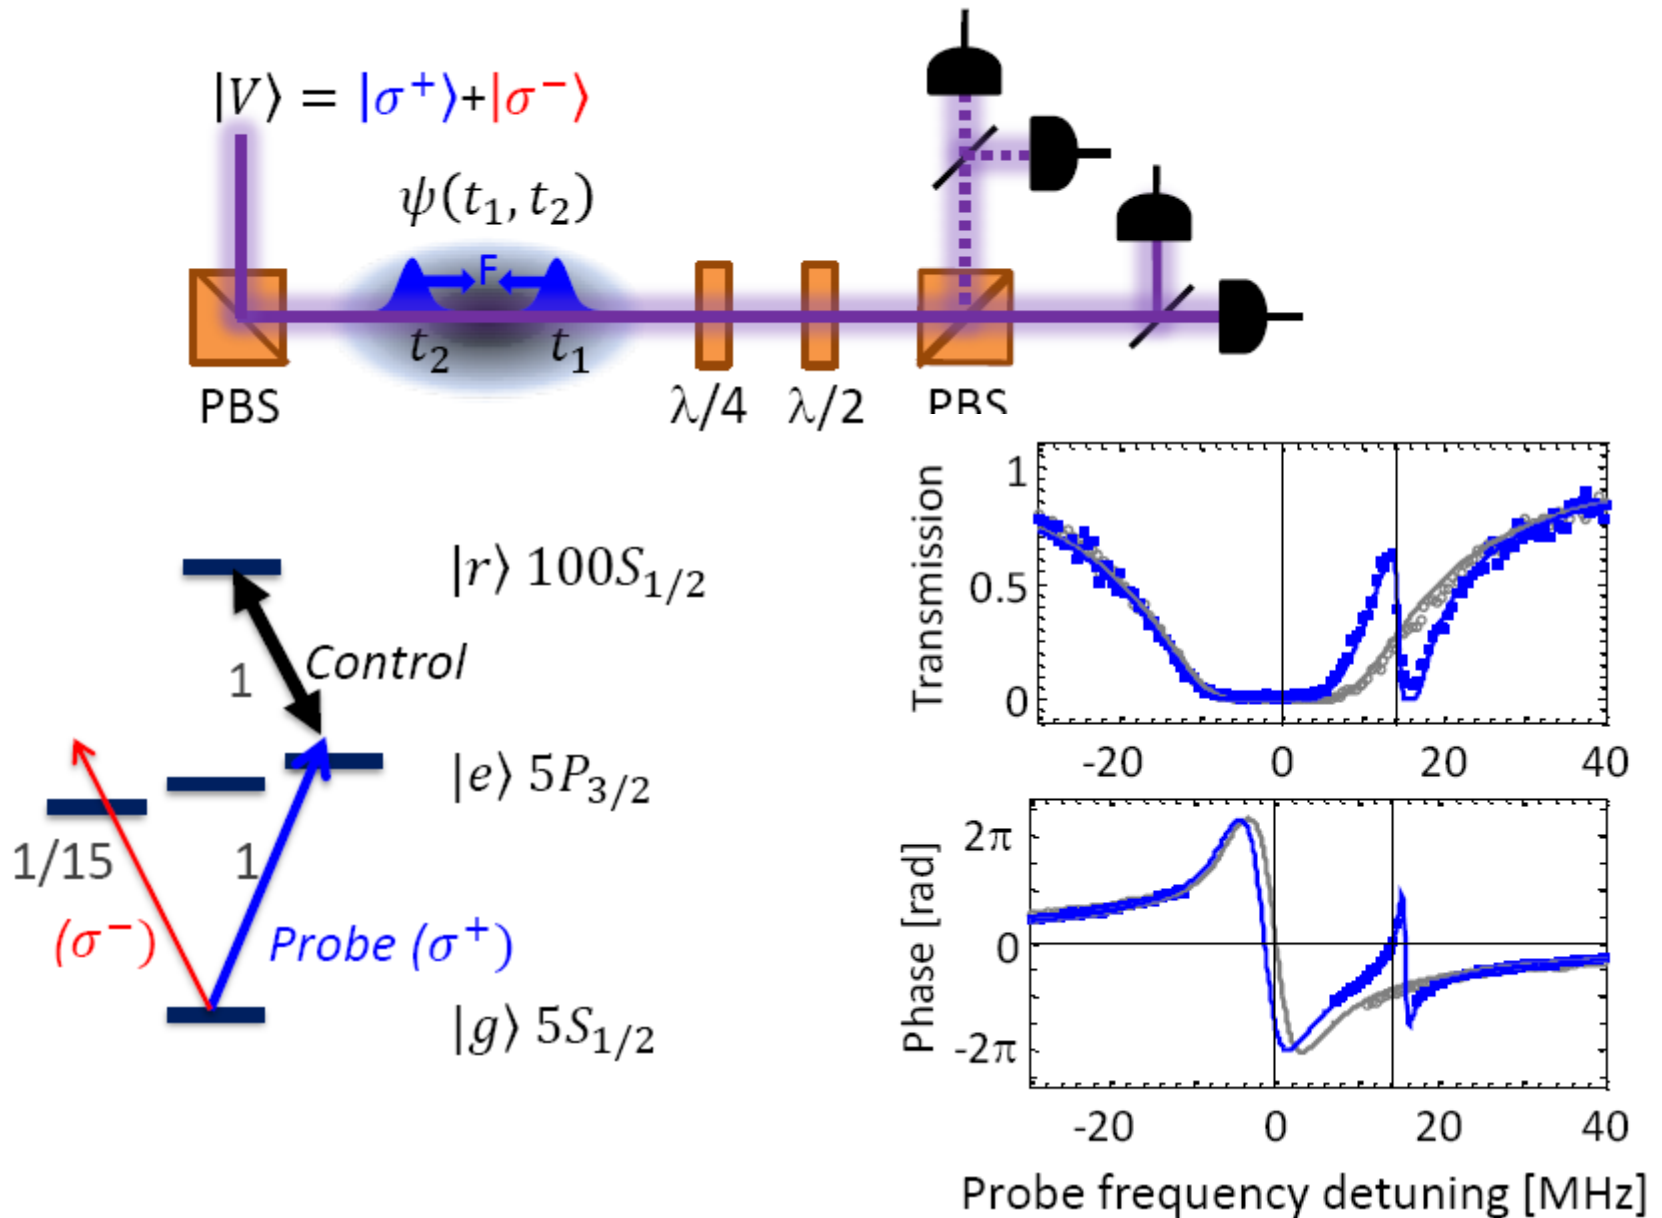 |V⟩ = |σ⁺⟩+|σ⁻⟩
ψ(t₁, t₂)
F
t₂
t₁
PBS
λ/4
λ/2
PBS
|r⟩ 100S₁/₂
Control
1
|e⟩ 5P₃/₂
1/15
1
(σ⁻)
Probe (σ⁺)
|g⟩ 5S₁/₂
Transmission
1
0.5
0
-20
0
20
40
Phase [rad]
2π
0
-2π
-20
0
20
40
Probe frequency detuning [MHz]